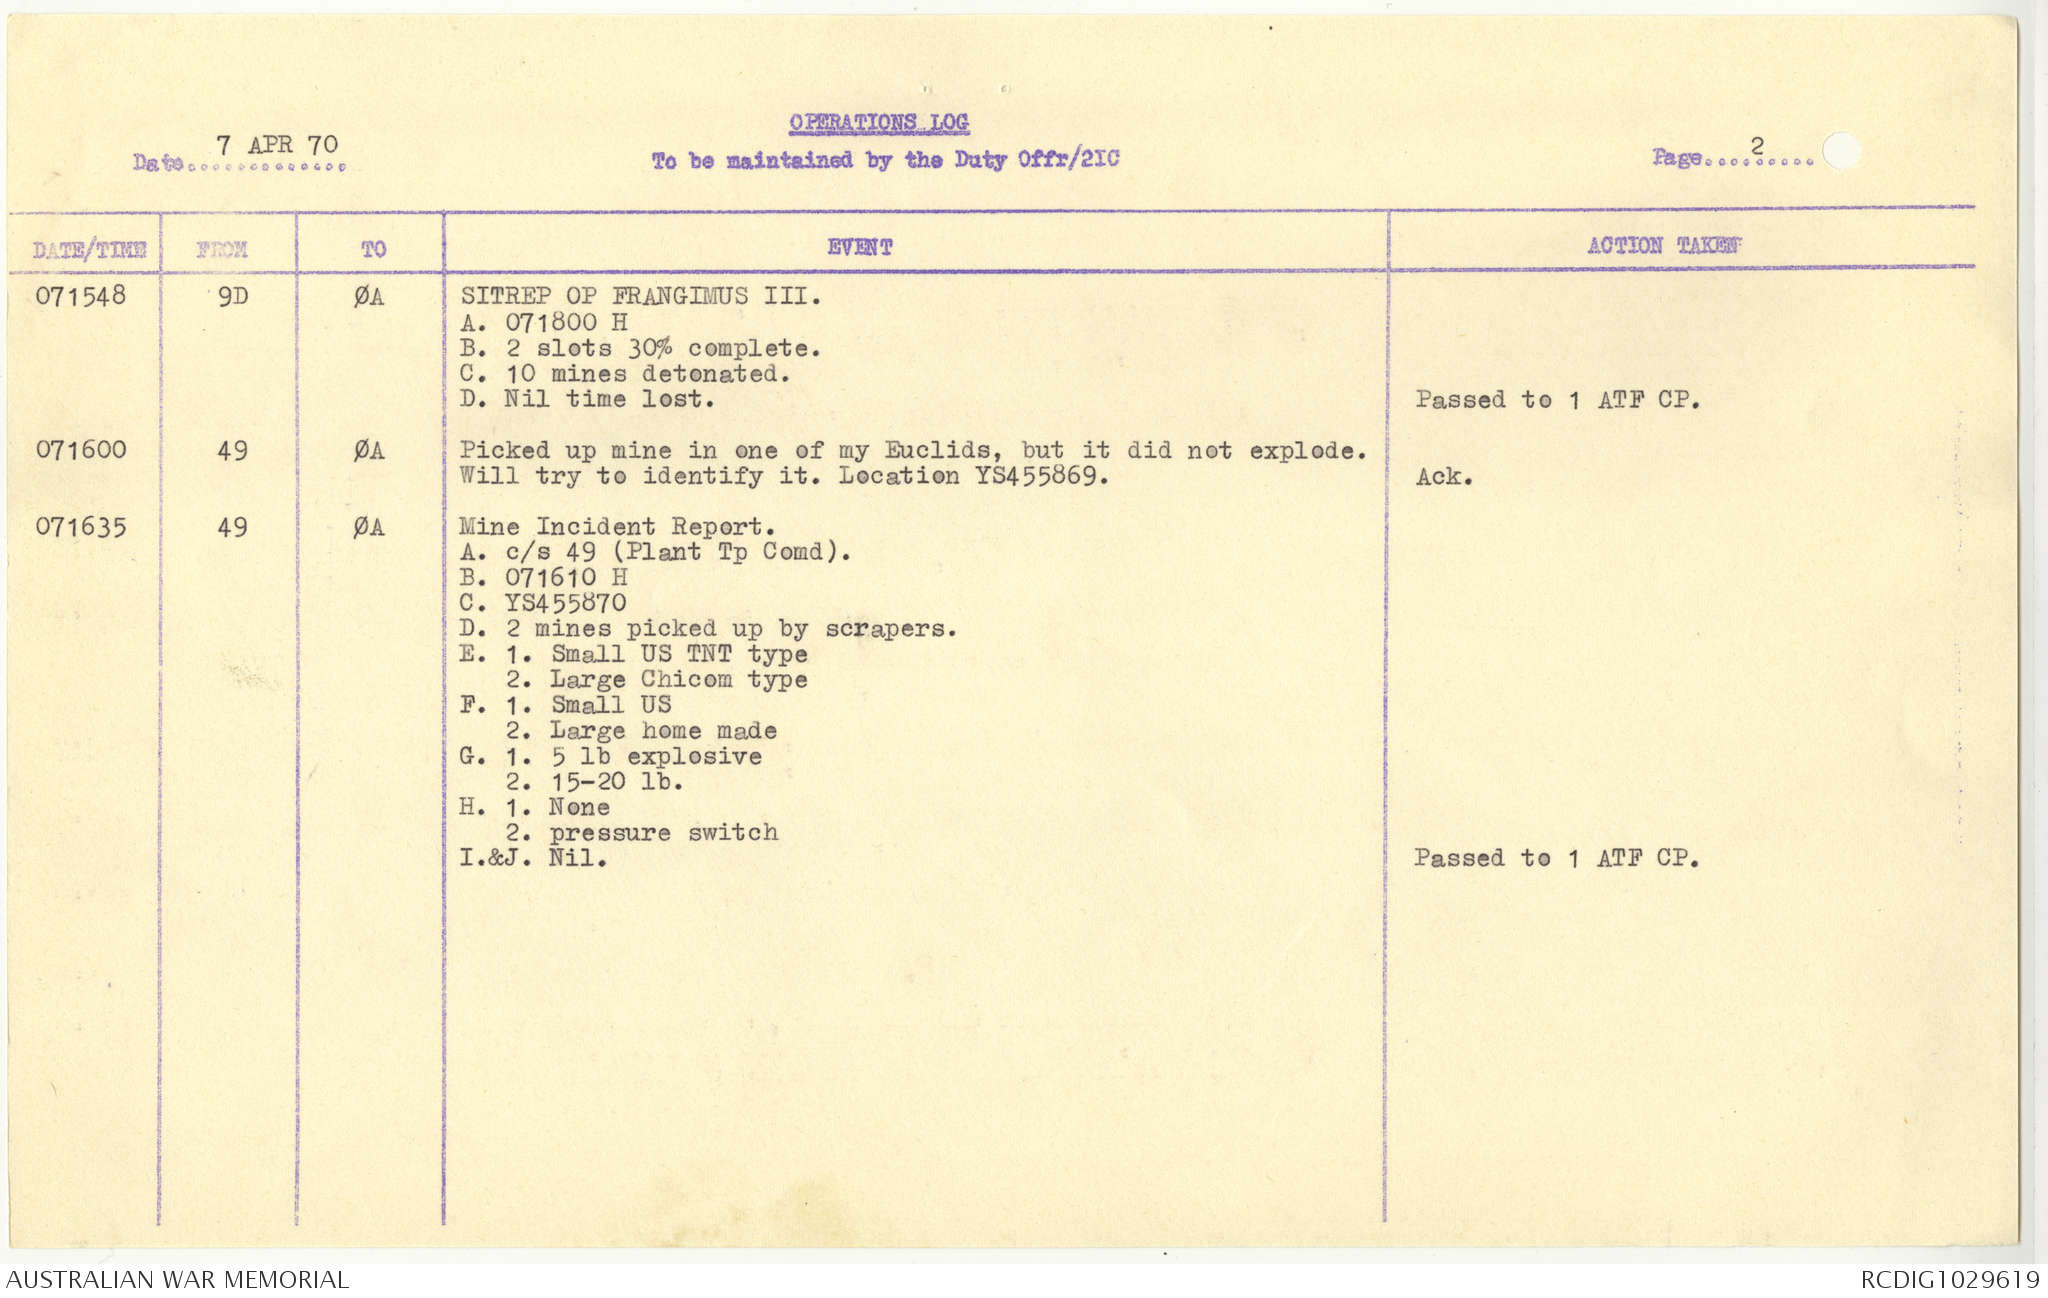 OPERATIONS LOG
Date.............. 7 APR 70
To be maintained by the Duty Offr/2IC
Page.......... 2
DATE/TIME FROM TO EVENT ACTION TAKEN
071548 9D ØA SITREP OP FRANGIMUS III.
A. 071800 H
B. 2 slots 30% complete.
C. 10 mines detonated.
D. Nil time lost. Passed to 1 ATF CP.
071600 49 ØA Picked up mine in one of my Euclids, but it did not explode.
Will try to identify it. Location YS455869. Ack.
071635 49 ØA Mine Incident Report.
A. c/s 49 (Plant Tp Comd).
B. 071610 H
C. YS455870
D. 2 mines picked up by scrapers.
E. 1. Small US TNT type
2. Large Chicom type
F. 1. Small US
2. Large home made
G. 1. 5 lb explosive
2. 15-20 lb.
H. 1. None
2. pressure switch
I.&J. Nil. Passed to 1 ATF CP.
AUSTRALIAN WAR MEMORIAL RCDIG1029619